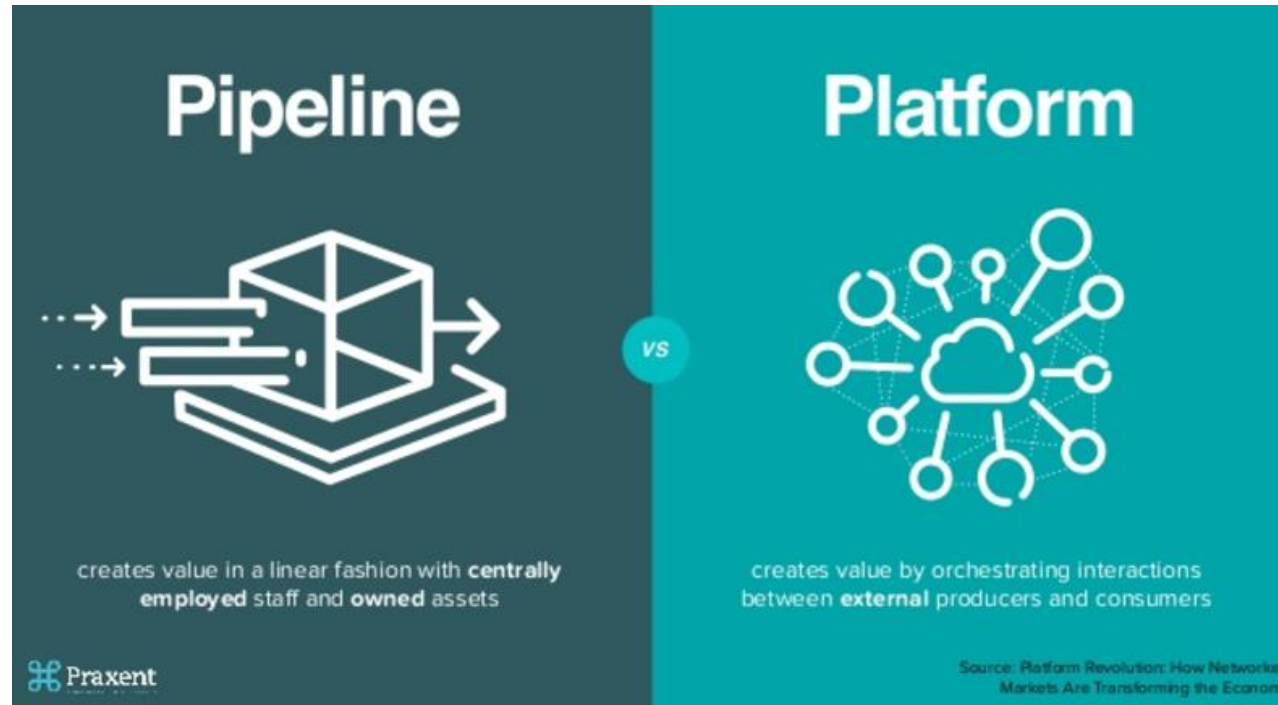 Pipeline
creates value in a linear fashion with centrally
employed staff and owned assets
Praxent
vs
Platform
creates value by orchestrating interactions
between external producers and consumers
Source: Platform Revolution: How Networke
Markets Are Transforming the Econom